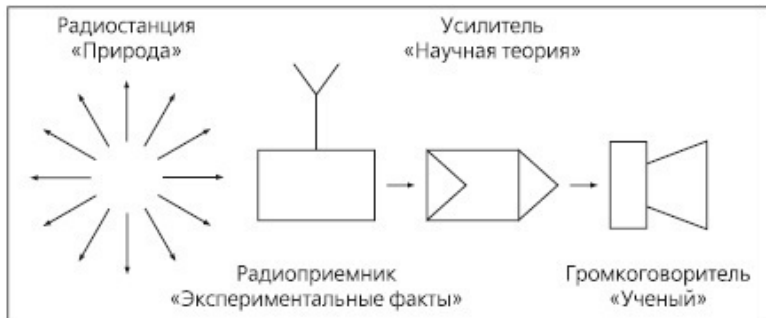 Радиостанция
«Природа»
Усилитель
«Научная теория»
Радиоприемник
«Экспериментальные факты»
Громкоговоритель
«Ученый»